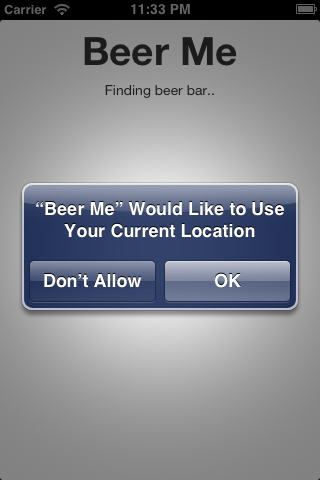 Carrier 11:33 PM
Beer Me
Finding beer bar..
“Beer Me” Would Like to Use
Your Current Location
Don’t Allow OK